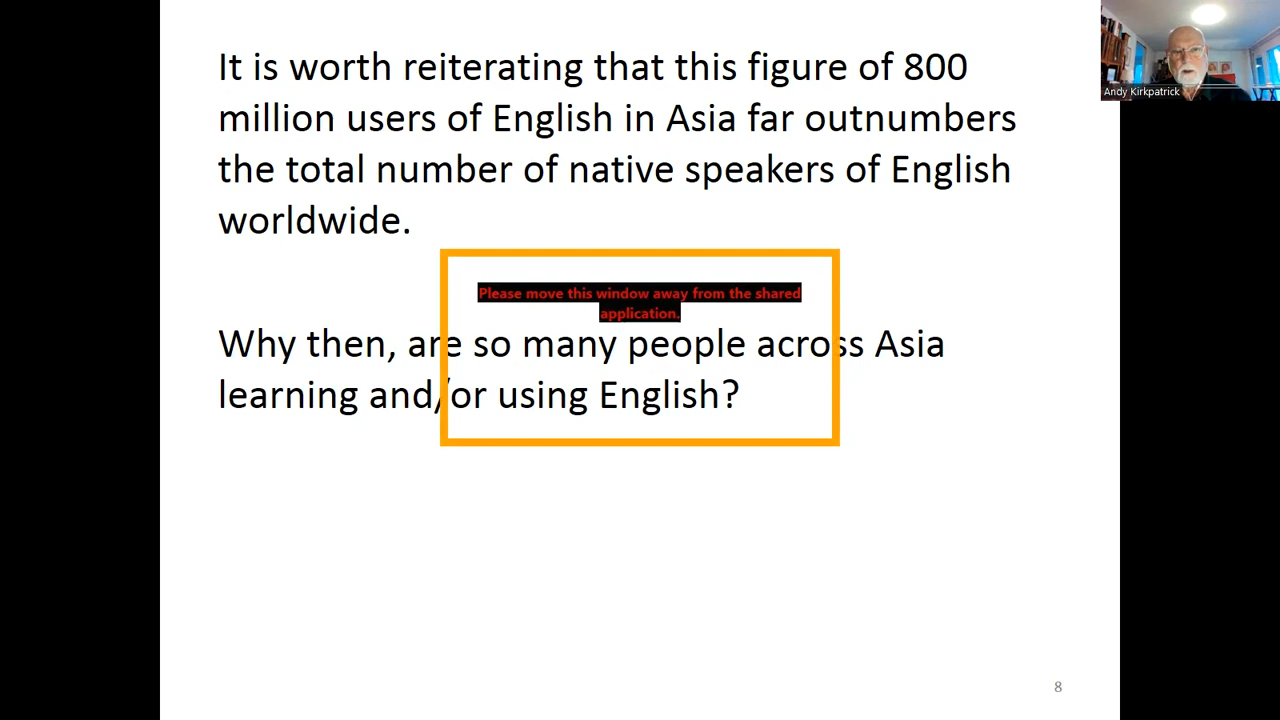 It is worth reiterating that this figure of 800
million users of English in Asia far outnumbers
the total number of native speakers of English
worldwide.
Please move this window away from the shared
application.
Why then, are so many people across Asia
learning and/or using English?
8
Andy Kirkpatrick